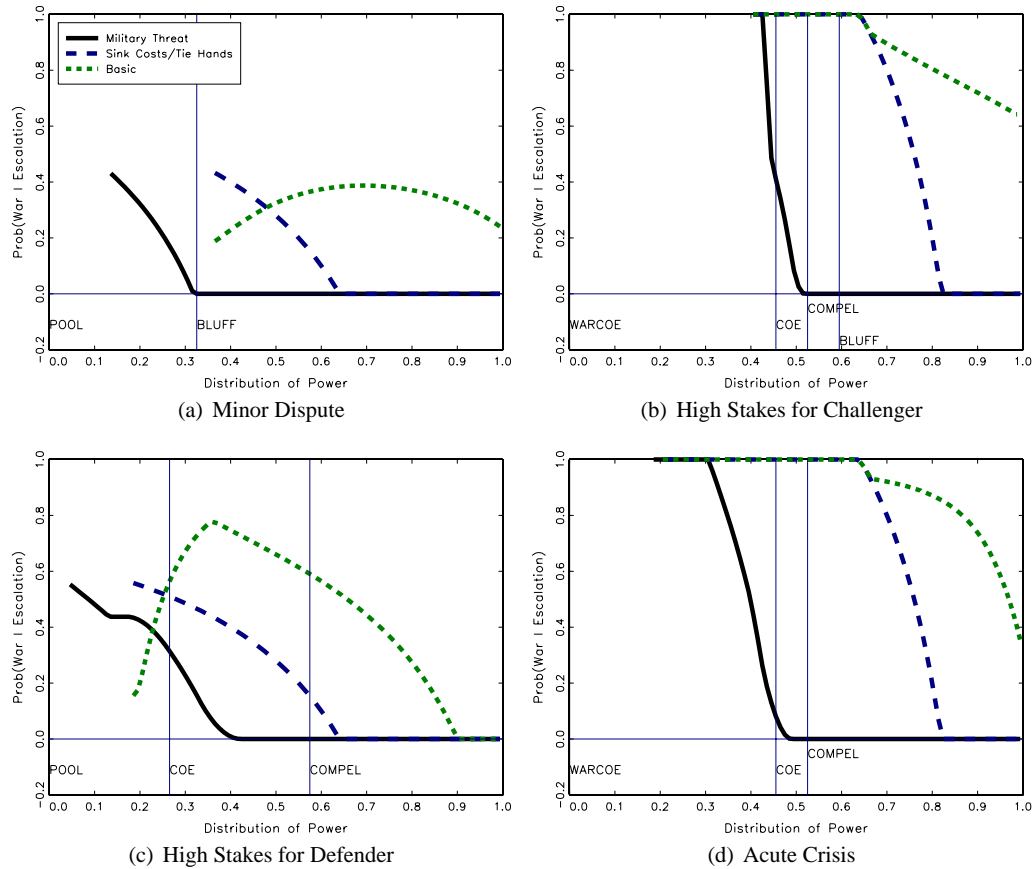 Military Threat
Sink Costs/Tie Hands
Basic
Prob(War | Escalation)
1.0
0.8
0.6
0.4
0.2
0.0
−0.2
POOL
BLUFF
0.0 0.1 0.2 0.3 0.4 0.5 0.6 0.7 0.8 0.9 1.0
Distribution of Power
(a) Minor Dispute
Prob(War | Escalation)
1.0
0.8
0.6
0.4
0.2
0.0
−0.2
WARCOE
COE
COMPEL
BLUFF
0.0 0.1 0.2 0.3 0.4 0.5 0.6 0.7 0.8 0.9 1.0
Distribution of Power
(b) High Stakes for Challenger
Prob(War | Escalation)
1.0
0.8
0.6
0.4
0.2
0.0
−0.2
POOL
COE
COMPEL
0.0 0.1 0.2 0.3 0.4 0.5 0.6 0.7 0.8 0.9 1.0
Distribution of Power
(c) High Stakes for Defender
Prob(War | Escalation)
1.0
0.8
0.6
0.4
0.2
0.0
−0.2
WARCOE
COE
COMPEL
0.0 0.1 0.2 0.3 0.4 0.5 0.6 0.7 0.8 0.9 1.0
Distribution of Power
(d) Acute Crisis